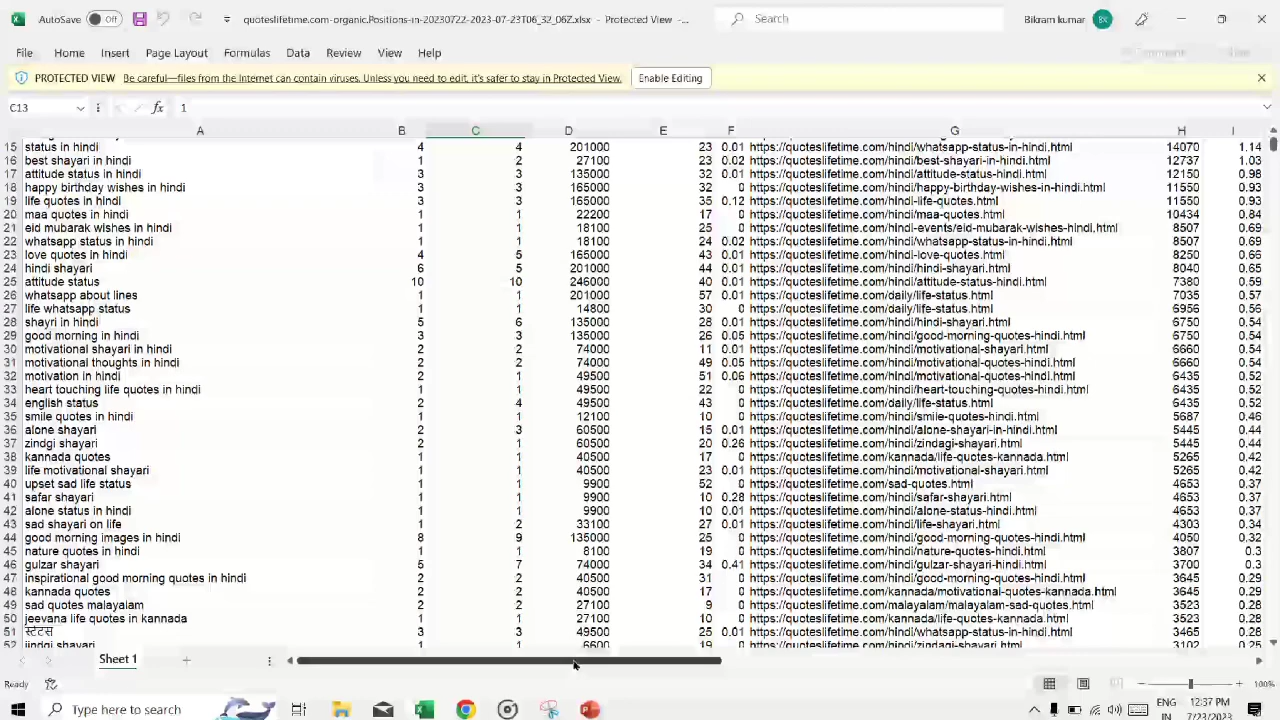 AutoSave Off quoteslifetime.com-organic.Positions-in-20230722-2023-07-23T06_32_06Z.xlsx - Protected View -... Search Bikram kumar BK
File Home Insert Page Layout Formulas Data Review View Help
PROTECTED VIEW Be careful—files from the Internet can contain viruses. Unless you need to edit, it's safer to stay in Protected View. Enable Editing
C13 fx 1
A B C D E F G H I
15 status in hindi 4 4 201000 23 0.01 https://quoteslifetime.com/hindi/whatsapp-status-in-hindi.html 14070 1.14
16 best shayari in hindi 1 2 27100 23 0.02 https://quoteslifetime.com/hindi/best-shayari-in-hindi.html 12737 1.03
17 attitude status in hindi 3 3 135000 32 0.01 https://quoteslifetime.com/hindi/attitude-status-hindi.html 12150 0.98
18 happy birthday wishes in hindi 3 3 165000 32 0 https://quoteslifetime.com/hindi/happy-birthday-wishes-in-hindi.html 11550 0.93
19 life quotes in hindi 3 3 165000 35 0.12 https://quoteslifetime.com/hindi-life-quotes.html 11550 0.93
20 maa quotes in hindi 1 1 22200 17 0 https://quoteslifetime.com/hindi/maa-quotes.html 10434 0.84
21 eid mubarak wishes in hindi 1 1 18100 25 0 https://quoteslifetime.com/hindi-events/eid-mubarak-wishes-hindi.html 8507 0.69
22 whatsapp status in hindi 1 1 18100 24 0.02 https://quoteslifetime.com/hindi/whatsapp-status-in-hindi.html 8507 0.69
23 love quotes in hindi 4 5 165000 43 0.01 https://quoteslifetime.com/hindi-love-quotes.html 8250 0.66
24 hindi shayari 6 5 201000 44 0.01 https://quoteslifetime.com/hindi/hindi-shayari.html 8040 0.65
25 attitude status 10 10 246000 40 0.01 https://quoteslifetime.com/hindi/attitude-status-hindi.html 7380 0.59
26 whatsapp about lines 1 1 201000 57 0.01 https://quoteslifetime.com/daily/life-status.html 7035 0.57
27 life whatsapp status 1 1 14800 30 0 https://quoteslifetime.com/daily/life-status.html 6956 0.56
28 shayri in hindi 5 6 135000 28 0.01 https://quoteslifetime.com/hindi/hindi-shayari.html 6750 0.54
29 good morning in hindi 3 3 135000 26 0.05 https://quoteslifetime.com/hindi/good-morning-quotes-hindi.html 6750 0.54
30 motivational shayari in hindi 2 2 74000 11 0.01 https://quoteslifetime.com/hindi/motivational-shayari.html 6660 0.54
31 motivational thoughts in hindi 2 2 74000 49 0.05 https://quoteslifetime.com/hindi/motivational-quotes-hindi.html 6660 0.54
32 motivation in hindi 2 1 49500 51 0.06 https://quoteslifetime.com/hindi/motivational-quotes-hindi.html 6435 0.52
33 heart touching life quotes in hindi 1 1 49500 22 0 https://quoteslifetime.com/hindi/heart-touching-quotes-hindi.html 6435 0.52
34 english status 2 4 49500 43 0 https://quoteslifetime.com/daily/life-status.html 6435 0.52
35 smile quotes in hindi 1 1 12100 10 0 https://quoteslifetime.com/hindi/smile-quotes-hindi.html 5687 0.46
36 alone shayari 2 3 60500 15 0.01 https://quoteslifetime.com/hindi/alone-shayari-in-hindi.html 5445 0.44
37 zindgi shayari 2 1 60500 20 0.26 https://quoteslifetime.com/hindi/zindagi-shayari.html 5445 0.44
38 kannada quotes 1 1 40500 17 0 https://quoteslifetime.com/kannada/life-quotes-kannada.html 5265 0.42
39 life motivational shayari 1 1 40500 23 0.01 https://quoteslifetime.com/hindi/motivational-shayari.html 5265 0.42
40 upset sad life status 1 1 9900 52 0 https://quoteslifetime.com/sad-quotes.html 4653 0.37
41 safar shayari 1 1 9900 10 0.28 https://quoteslifetime.com/hindi/safar-shayari.html 4653 0.37
42 alone status in hindi 1 1 9900 10 0.01 https://quoteslifetime.com/hindi/alone-status-hindi.html 4653 0.37
43 sad shayari on life 1 2 33100 27 0.01 https://quoteslifetime.com/hindi/life-shayari.html 4303 0.34
44 good morning images in hindi 8 9 135000 25 0 https://quoteslifetime.com/hindi/good-morning-quotes-hindi.html 4050 0.32
45 nature quotes in hindi 1 1 8100 19 0 https://quoteslifetime.com/hindi/nature-quotes-hindi.html 3807 0.3
46 gulzar shayari 5 7 74000 34 0.41 https://quoteslifetime.com/hindi/gulzar-shayari-hindi.html 3700 0.3
47 inspirational good morning quotes in hindi 2 2 40500 31 0 https://quoteslifetime.com/hindi/good-morning-quotes-hindi.html 3645 0.29
48 kannada quotes 2 2 40500 17 0 https://quoteslifetime.com/kannada/motivational-quotes-kannada.html 3645 0.29
49 sad quotes malayalam 2 2 27100 9 0 https://quoteslifetime.com/malayalam/malayalam-sad-quotes.html 3523 0.28
50 jeevana life quotes in kannada 1 1 27100 10 0 https://quoteslifetime.com/kannada/life-quotes-kannada.html 3523 0.28
51 स्टेटस 3 3 49500 25 0.01 https://quoteslifetime.com/hindi/whatsapp-status-in-hindi.html 3465 0.28
52 jindgi shayari 1 1 6600 19 0 https://quoteslifetime.com/hindi/zindagi-shayari.html 3102 0.25
Sheet 1
Ready 100%
Type here to search ENG IN 12:37 PM 7/23/2023